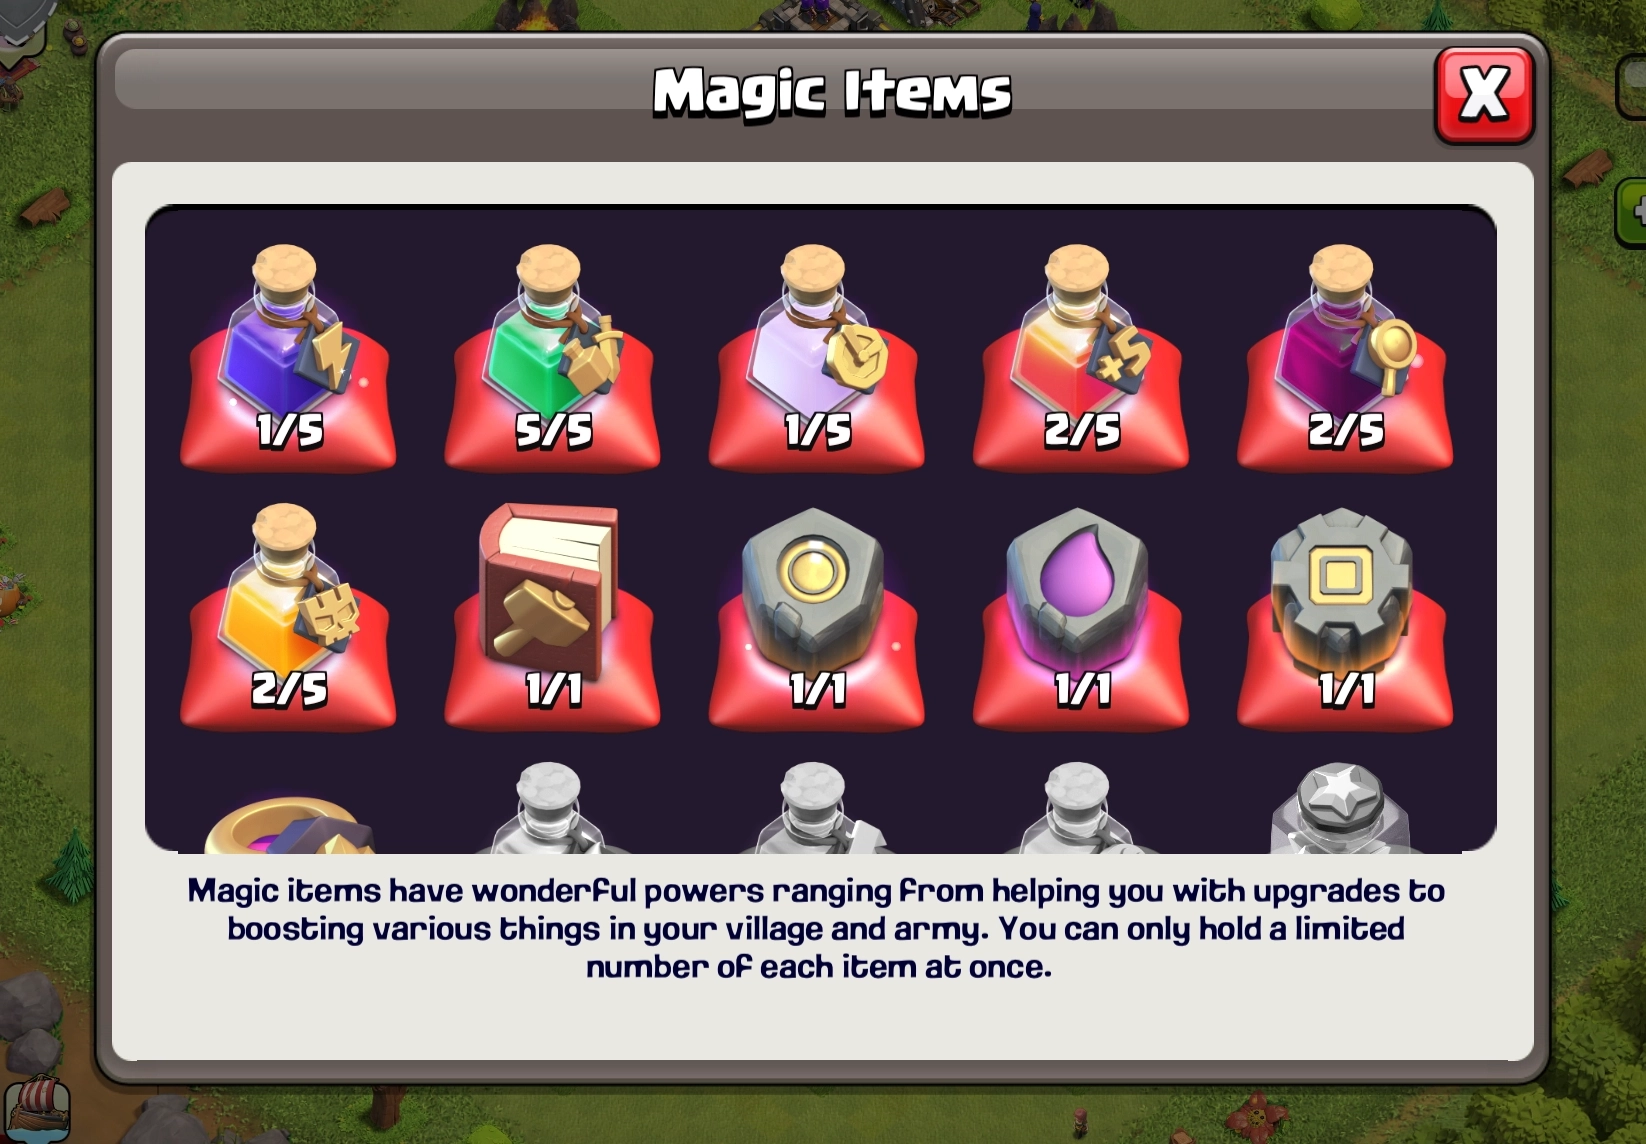 Magic Items
X
1/5
5/5
1/5
+5
2/5
2/5
2/5
1/1
1/1
1/1
1/1
Magic items have wonderful powers ranging from helping you with upgrades to
boosting various things in your village and army. You can only hold a limited
number of each item at once.